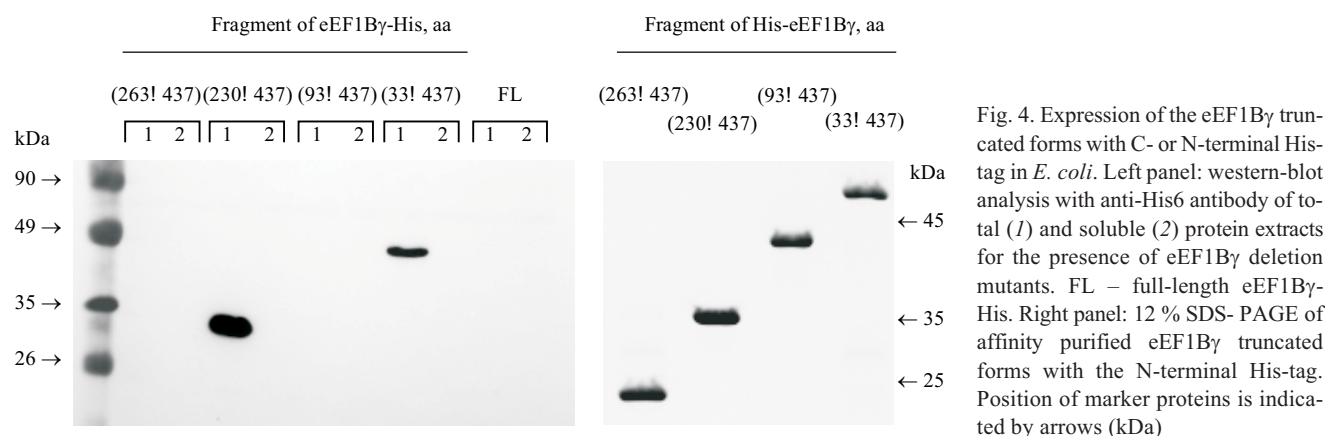 Fragment of eEF1Bγ-His, aa
(263! 437) (230! 437) (93! 437) (33! 437) FL
1 2 1 2 1 2 1 2 1 2
kDa
90 →
49 →
35 →
26 →
Fragment of His-eEF1Bγ, aa
(263! 437)
(230! 437)
(93! 437)
(33! 437)
kDa
← 45
← 35
← 25
Fig. 4. Expression of the eEF1Bγ trun-
cated forms with C- or N-terminal His-
tag in E. coli. Left panel: western-blot
analysis with anti-His6 antibody of to-
tal (1) and soluble (2) protein extracts
for the presence of eEF1Bγ deletion
mutants. FL – full-length eEF1Bγ-
His. Right panel: 12 % SDS- PAGE of
affinity purified eEF1Bγ truncated
forms with the N-terminal His-tag.
Position of marker proteins is indica-
ted by arrows (kDa)